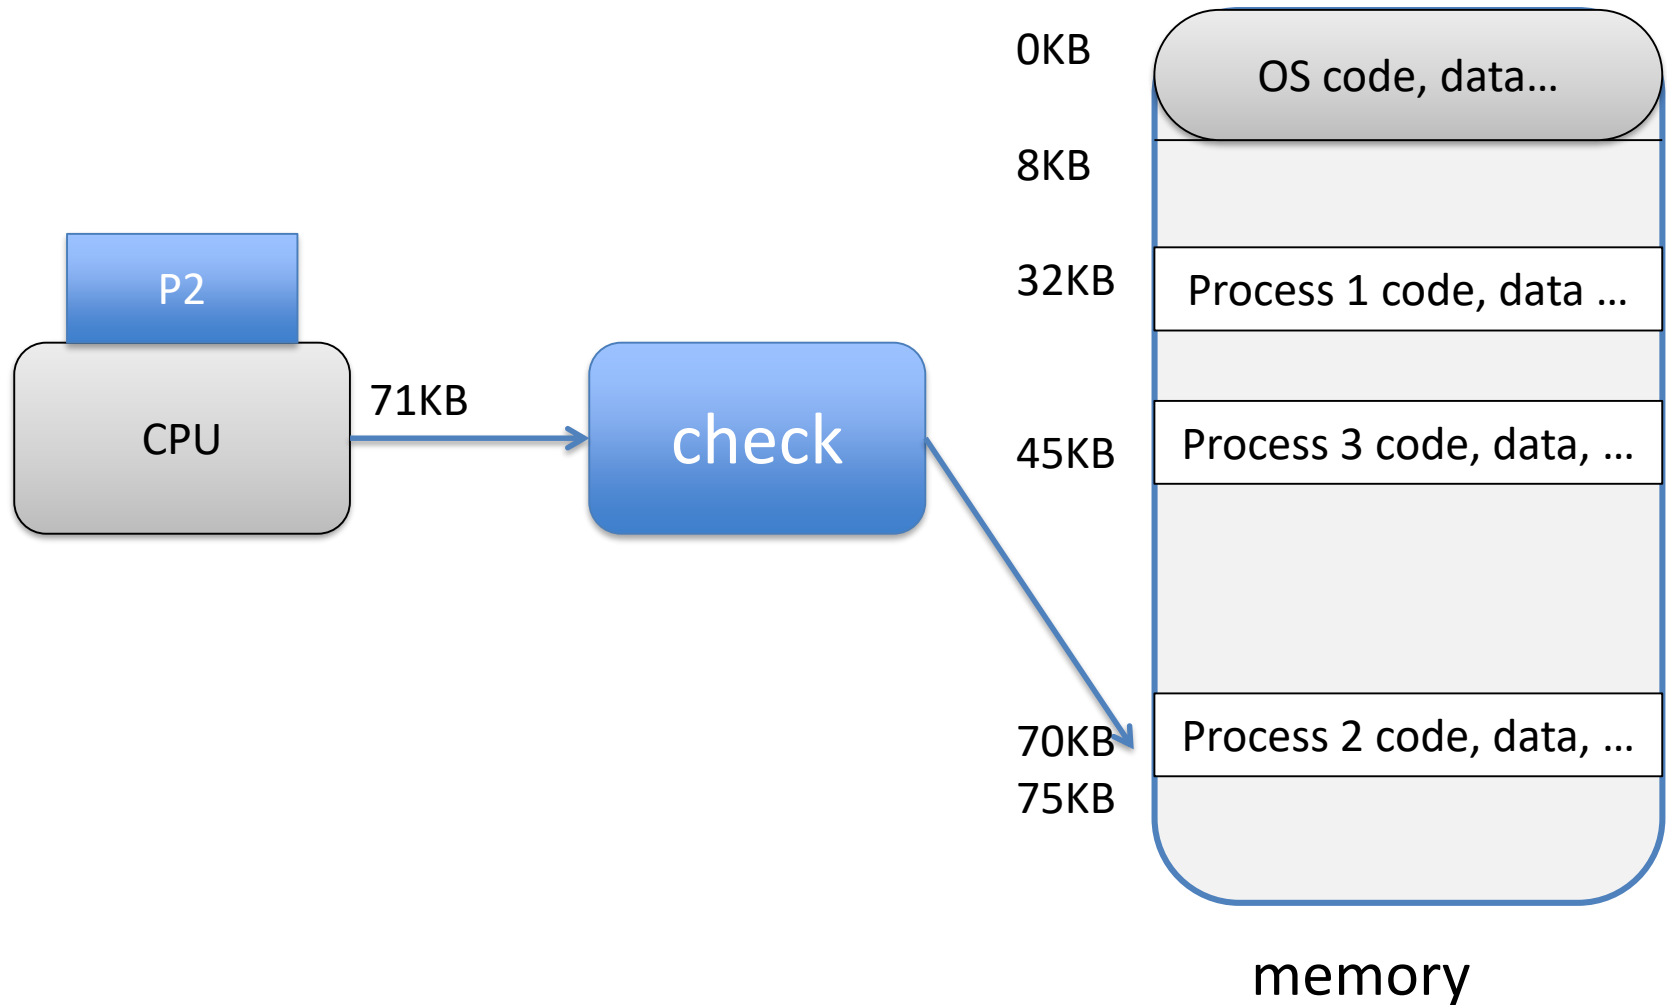 0KB
OS code, data…
8KB
P2
32KB
Process 1 code, data …
71KB
CPU
check
45KB
Process 3 code, data, …
70KB
Process 2 code, data, …
75KB
memory